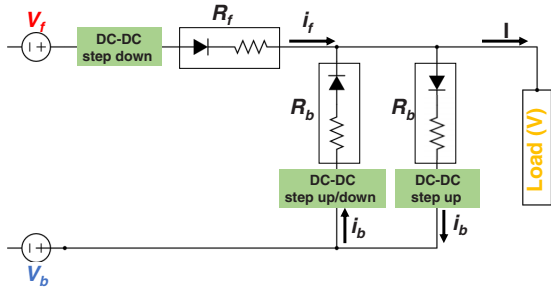 V_f
DC-DC
step down
R_f
i_f
I
R_b
R_b
DC-DC
step up/down
DC-DC
step up
Load (V)
i_b
i_b
V_b